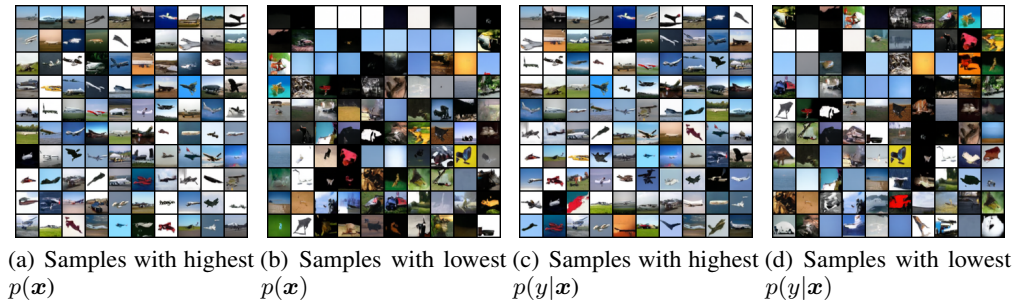 (a) Samples with highest p(x)
(b) Samples with lowest p(x)
(c) Samples with highest p(y|x)
(d) Samples with lowest p(y|x)